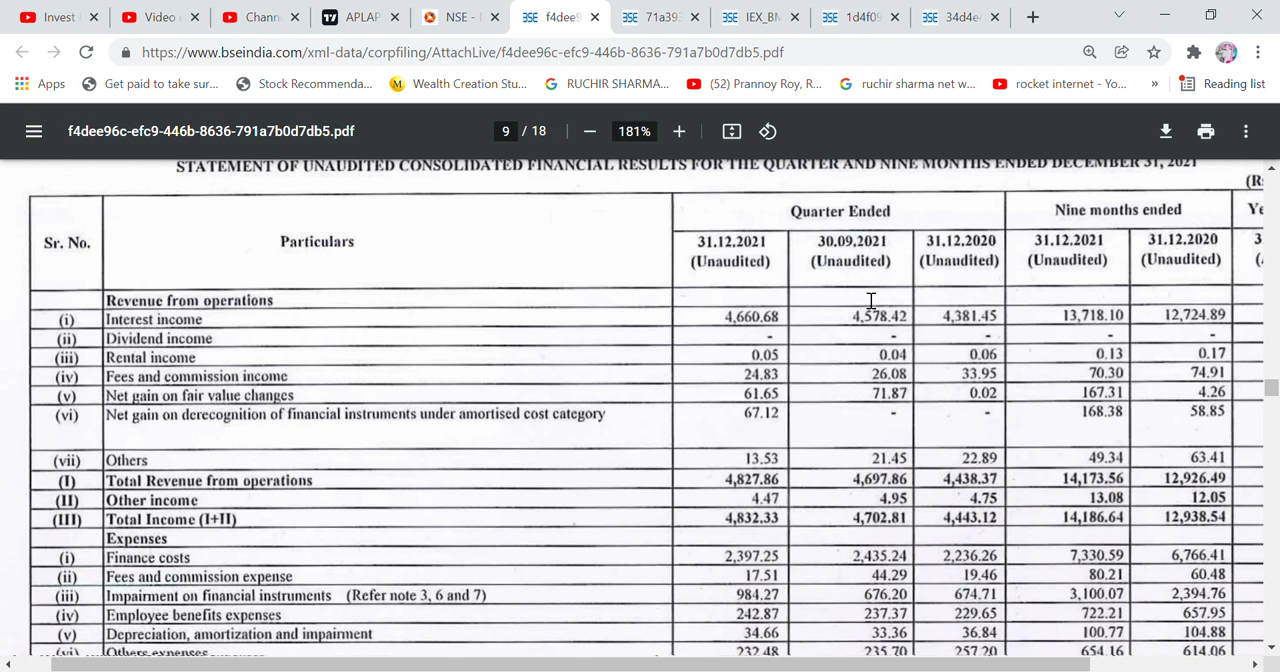 Invest
Video
Chann
APLAP
NSE -
f4dee9
71a39
IEX_BM
1d4f09
34d4e
https://www.bseindia.com/xml-data/corpfiling/AttachLive/f4dee96c-efc9-446b-8636-791a7b0d7db5.pdf
Apps Get paid to take sur... Stock Recommenda... Wealth Creation Stu... RUCHIR SHARMA... (52) Prannoy Roy, R... ruchir sharma net w... rocket internet - Yo... » Reading list
f4dee96c-efc9-446b-8636-791a7b0d7db5.pdf 9 / 18 181%
STATEMENT OF UNAUDITED CONSOLIDATED FINANCIAL RESULTS FOR THE QUARTER AND NINE MONTHS ENDED DECEMBER 31, 2021
Sr. No. Particulars Quarter Ended Nine months ended
31.12.2021 30.09.2021 31.12.2020 31.12.2021 31.12.2020
(Unaudited) (Unaudited) (Unaudited) (Unaudited) (Unaudited)
Revenue from operations
(i) Interest income 4,660.68 4,578.42 4,381.45 13,718.10 12,724.89
(ii) Dividend income - - - - -
(iii) Rental income 0.05 0.04 0.06 0.13 0.17
(iv) Fees and commission income 24.83 26.08 33.95 70.30 74.91
(v) Net gain on fair value changes 61.65 71.87 0.02 167.31 4.26
(vi) Net gain on derecognition of financial instruments under amortised cost category 67.12 - - 168.38 58.85
(vii) Others 13.53 21.45 22.89 49.34 63.41
(I) Total Revenue from operations 4,827.86 4,697.86 4,438.37 14,173.56 12,926.49
(II) Other income 4.47 4.95 4.75 13.08 12.05
(III) Total Income (I+II) 4,832.33 4,702.81 4,443.12 14,186.64 12,938.54
Expenses
(i) Finance costs 2,397.25 2,435.24 2,236.26 7,330.59 6,766.41
(ii) Fees and commission expense 17.51 44.29 19.46 80.21 60.48
(iii) Impairment on financial instruments (Refer note 3, 6 and 7) 984.27 676.20 674.71 3,100.07 2,394.76
(iv) Employee benefits expenses 242.87 237.37 229.65 722.21 657.95
(v) Depreciation, amortization and impairment 34.66 33.36 36.84 100.77 104.88
(vi) Others expenses 232.48 235.70 257.20 654.16 614.06